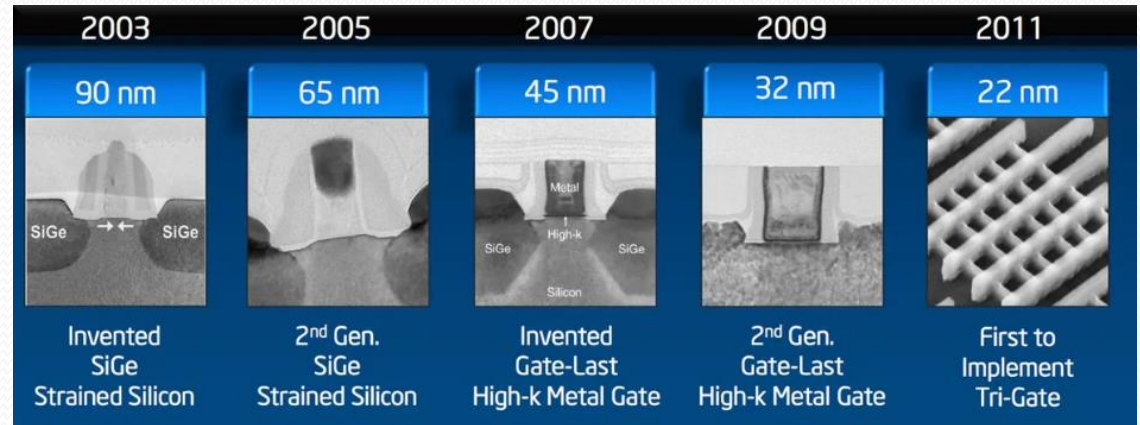 2003 2005 2007 2009 2011
90 nm 65 nm 45 nm 32 nm 22 nm
SiGe SiGe
Metal
High-k
SiGe SiGe
Silicon
Invented
SiGe
Strained Silicon
2nd Gen.
SiGe
Strained Silicon
Invented
Gate-Last
High-k Metal Gate
2nd Gen.
Gate-Last
High-k Metal Gate
First to
Implement
Tri-Gate